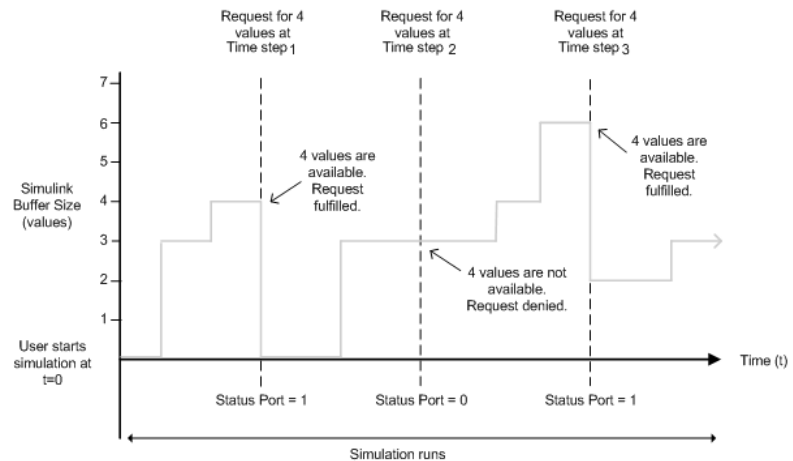 Request for 4
values at
Time step 1
Request for 4
values at
Time step 2
Request for 4
values at
Time step 3
7
6
5
4
3
2
1
Simulink
Buffer Size
(values)
4 values are
available.
Request
fulfilled.
4 values are not
available.
Request denied.
4 values are
available.
Request
fulfilled.
User starts
simulation at
t=0
Time (t)
Status Port = 1
Status Port = 0
Status Port = 1
Simulation runs